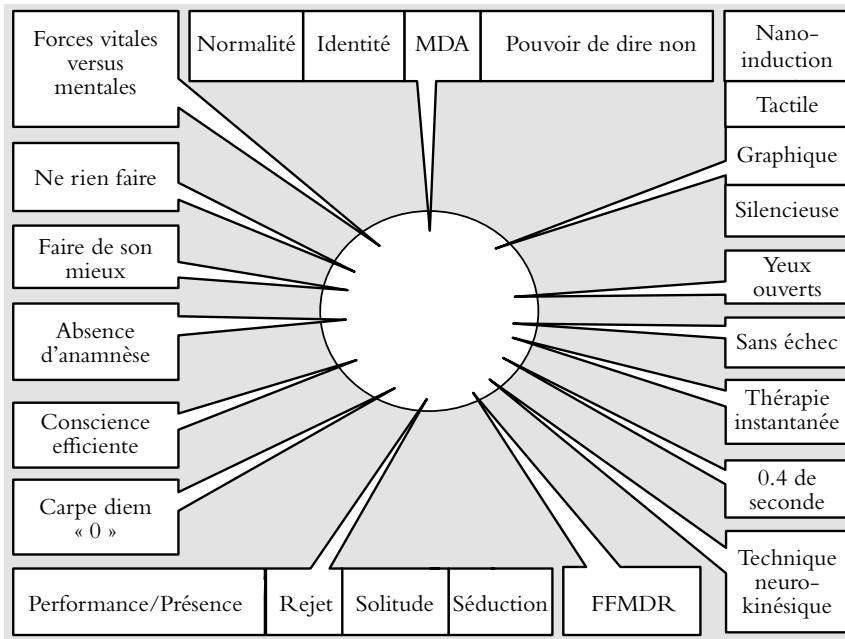 Forces vitales
versus
mentales
Normalité
Identité
MDA
Pouvoir de dire non
Nano-
induction
Tactile
Graphique
Silencieuse
Ne rien faire
Faire de son
mieux
Absence
d’anamnèse
Conscience
efficiente
Carpe diem
« 0 »
Yeux
ouverts
Sans échec
Thérapie
instantanée
0.4 de
seconde
Technique
neuro-
kinésique
Performance/Présence
Rejet
Solitude
Séduction
FFMDR